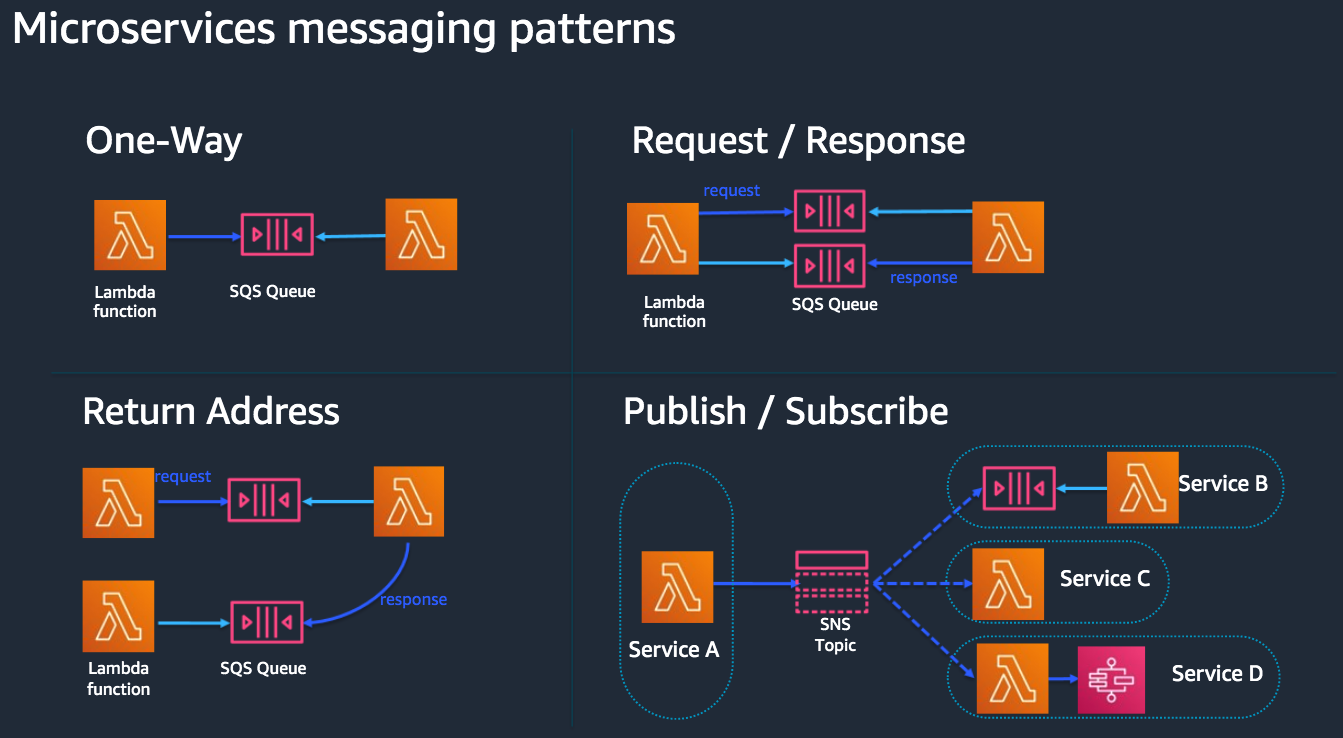 Microservices messaging patterns
One-Way
Lambda
function
SQS Queue
Request / Response
request
response
Lambda
function
SQS Queue
Return Address
request
response
Lambda
function
SQS Queue
Publish / Subscribe
Service A
SNS
Topic
Service B
Service C
Service D